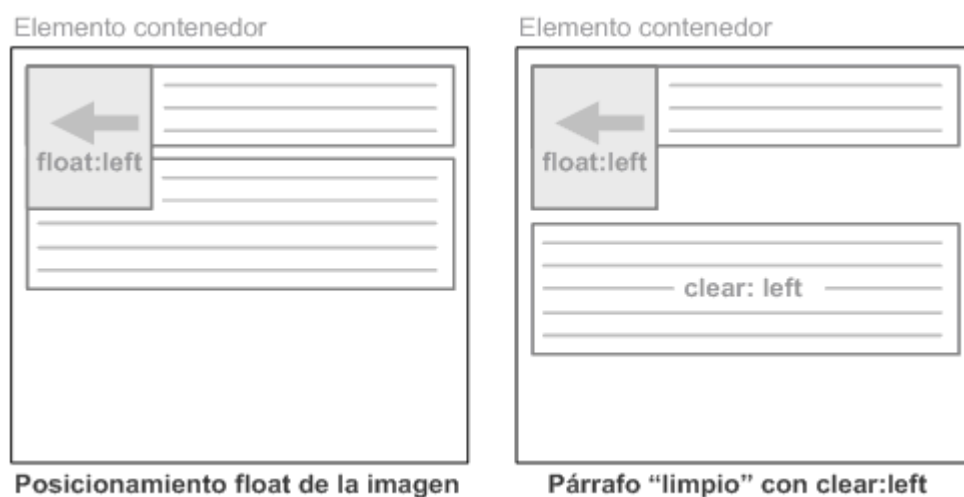 Elemento contenedor
float:left
Posicionamiento float de la imagen
Elemento contenedor
float:left
clear: left
Párrafo “limpio” con clear:left